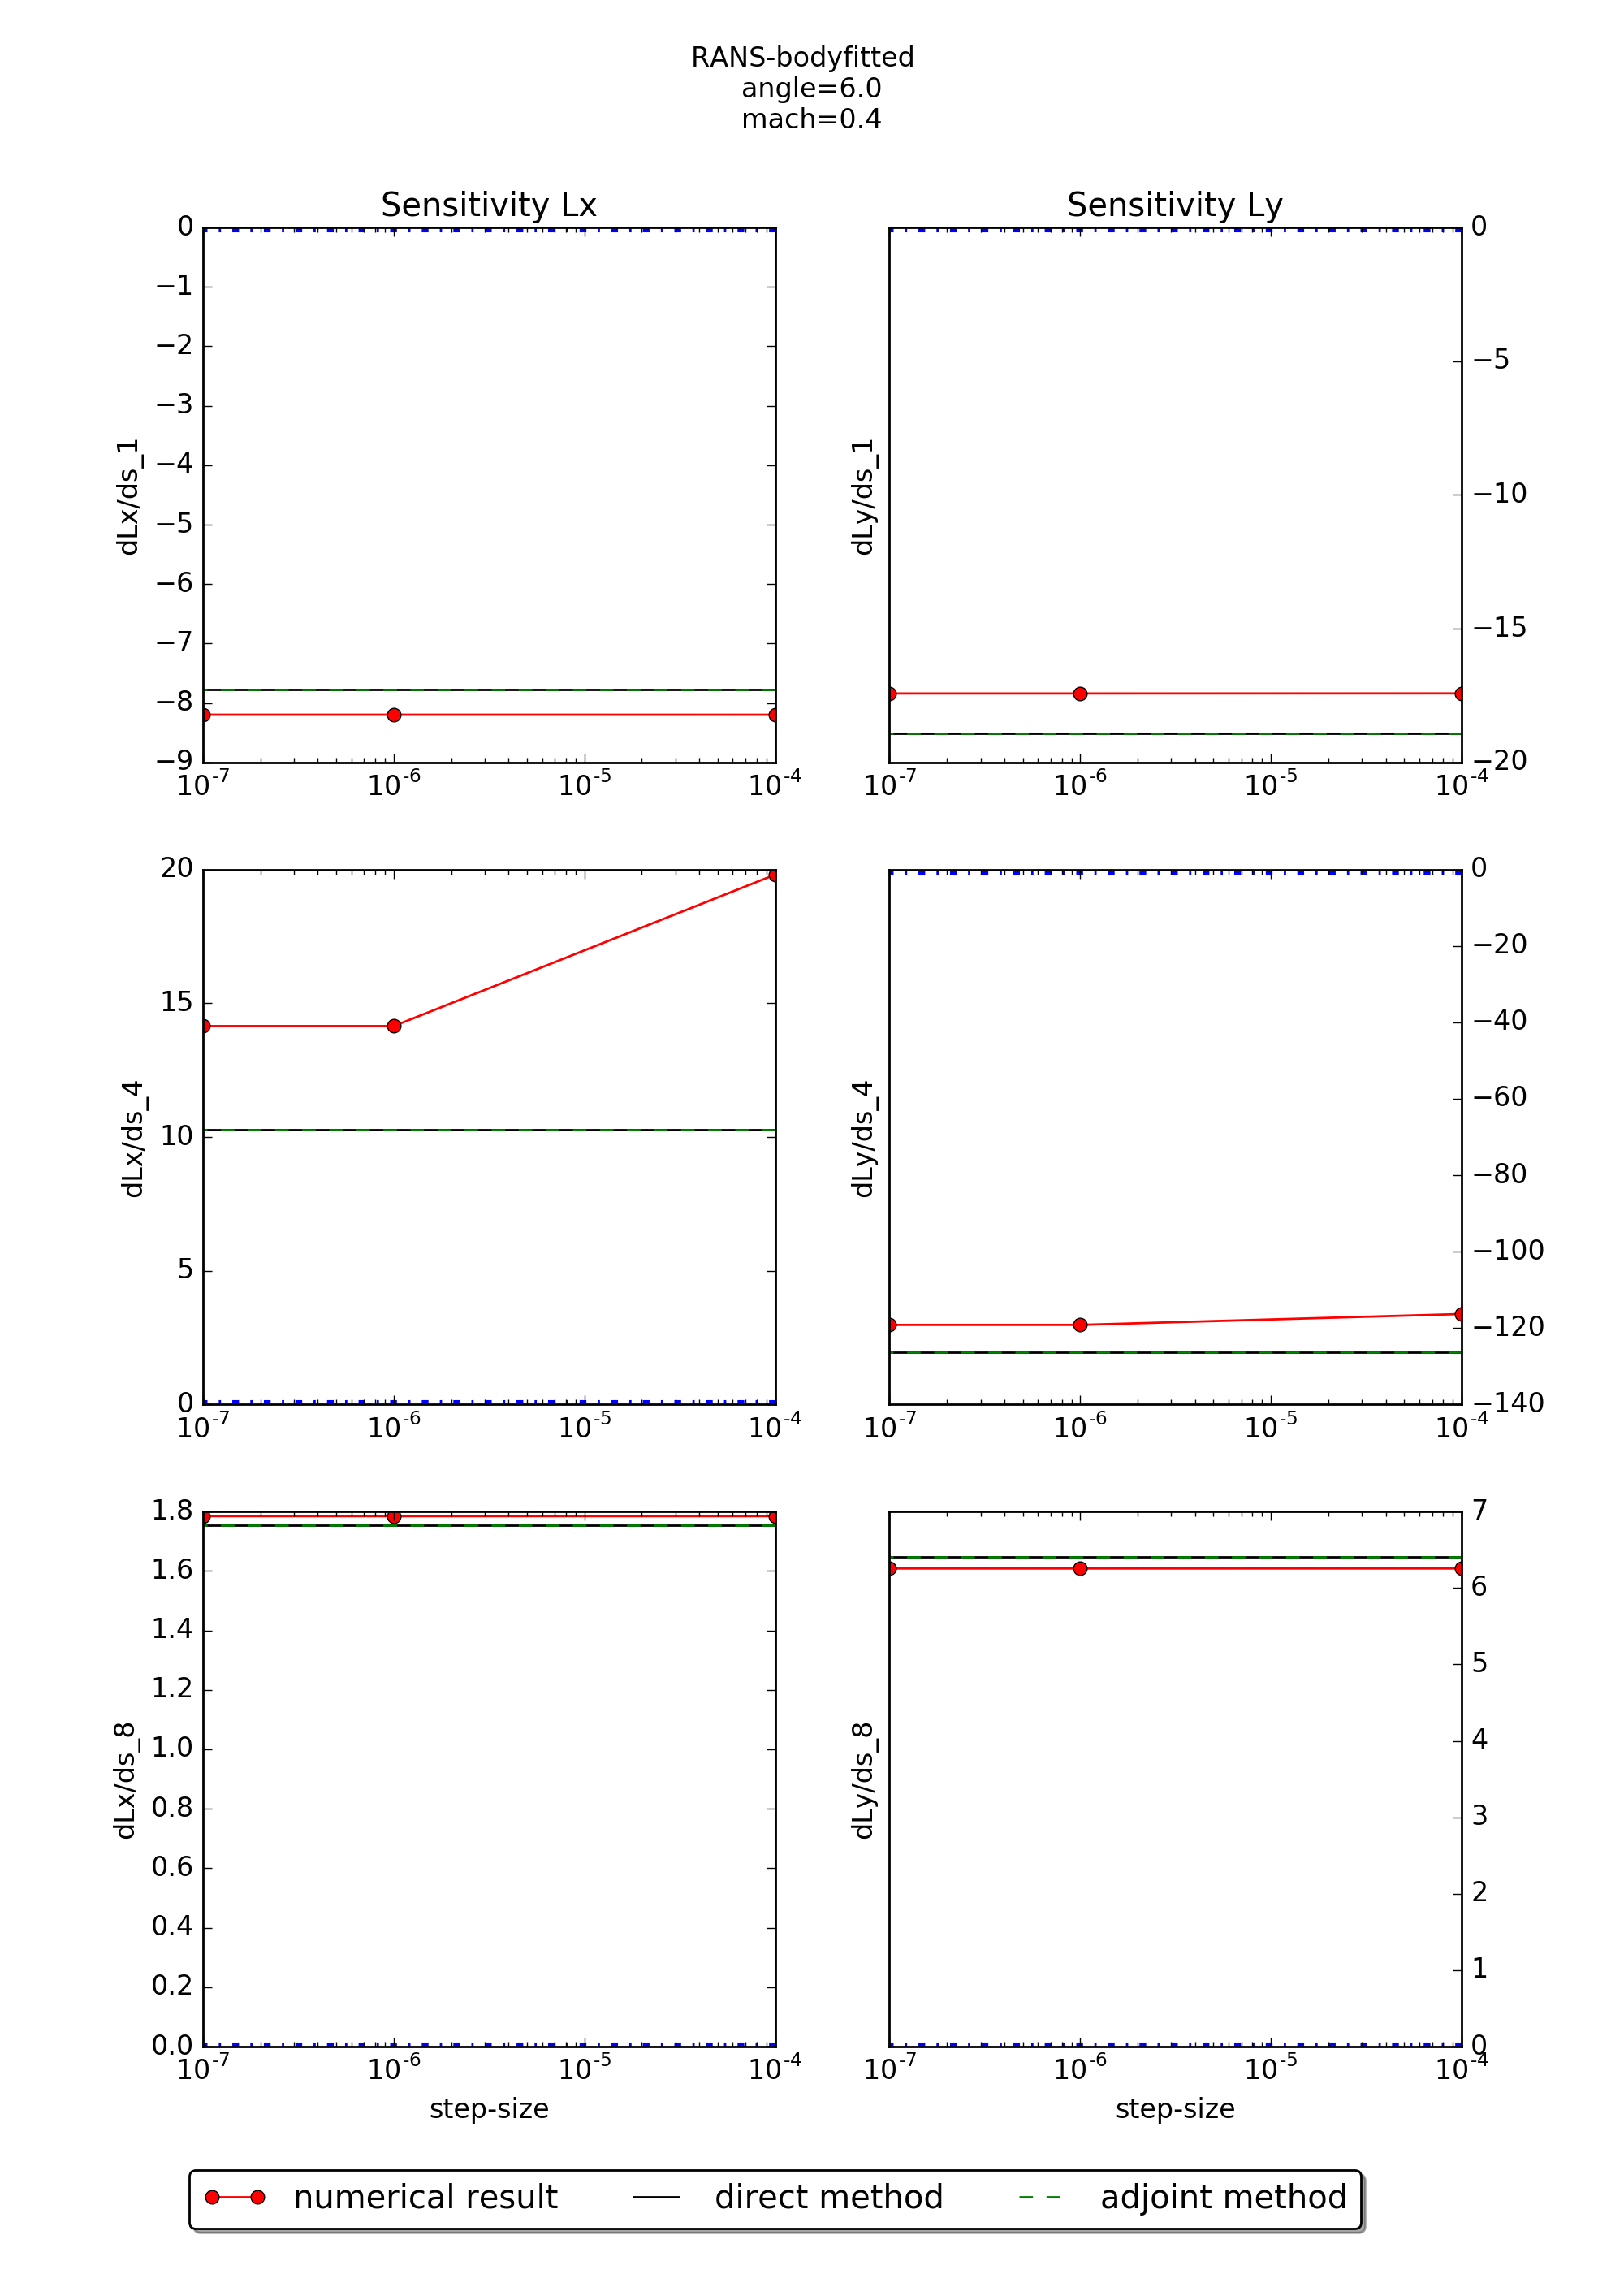 RANS-bodyfitted
angle=6.0
mach=0.4
Sensitivity Lx
Sensitivity Ly
dLx/ds_1
0
−1
−2
−3
−4
−5
−6
−7
−8
−9
10^-7 10^-6 10^-5 10^-4
dLy/ds_1
0
−5
−10
−15
−20
10^-7 10^-6 10^-5 10^-4
dLx/ds_4
20
15
10
5
0
10^-7 10^-6 10^-5 10^-4
dLy/ds_4
0
−20
−40
−60
−80
−100
−120
−140
10^-7 10^-6 10^-5 10^-4
dLx/ds_8
1.8
1.6
1.4
1.2
1.0
0.8
0.6
0.4
0.2
0.0
10^-7 10^-6 10^-5 10^-4
step-size
dLy/ds_8
7
6
5
4
3
2
1
0
10^-7 10^-6 10^-5 10^-4
step-size
numerical result direct method adjoint method